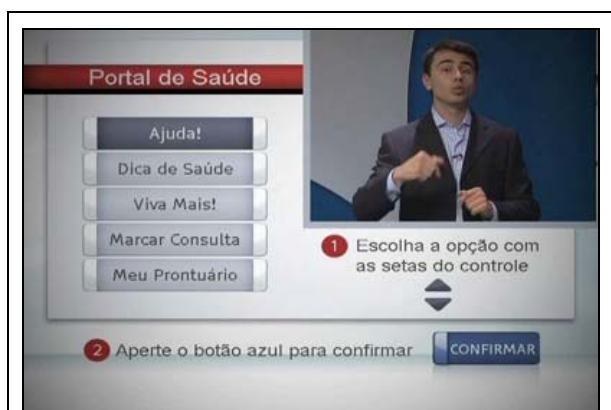 Portal de Saúde
Ajuda!
Dica de Saúde
Viva Mais!
Marcar Consulta
Meu Prontuário
1 Escolha a opção com
as setas do controle
2 Aperte o botão azul para confirmar CONFIRMAR